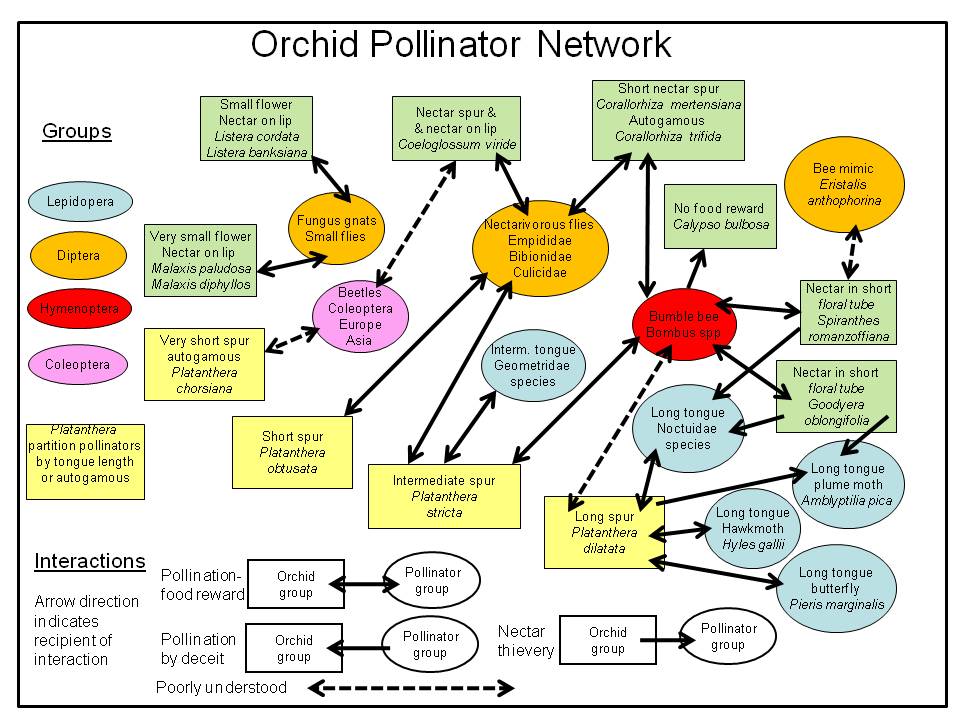 Orchid Pollinator Network
Groups
Lepidopera
Diptera
Hymenoptera
Coleoptera
Platanthera
partition pollinators
by tongue length
or autogamous
Small flower
Nectar on lip
Listera cordata
Listera banksiana
Nectar spur &
& nectar on lip
Coeloglossum viride
Short nectar spur
Corallorhiza mertensiana
Autogamous
Corallorhiza trifida
Bee mimic
Eristalis
anthophorina
No food reward
Calypso bulbosa
Fungus gnats
Small flies
Nectarivorous flies
Empididae
Bibionidae
Culicidae
Very small flower
Nectar on lip
Malaxis paludosa
Malaxis diphyllos
Beetles
Coleoptera
Europe
Asia
Bumble bee
Bombus spp
Nectar in short
floral tube
Spiranthes
romanzoffiana
Very short spur
autogamous
Platanthera
chorsiana
Interm. tongue
Geometridae
species
Nectar in short
floral tube
Goodyera
oblongifolia
Long tongue
Noctuidae
species
Short spur
Platanthera
obtusata
Intermediate spur
Platanthera
stricta
Long tongue
plume moth
Amblyptilia pica
Long spur
Platanthera
dilatata
Long tongue
Hawkmoth
Hyles gallii
Long tongue
butterfly
Pieris marginalis
Interactions
Arrow direction
indicates
recipient of
interaction
Pollination-
food reward
Orchid
group
Pollinator
group
Pollination
by deceit
Orchid
group
Pollinator
group
Nectar
thievery
Orchid
group
Pollinator
group
Poorly understood